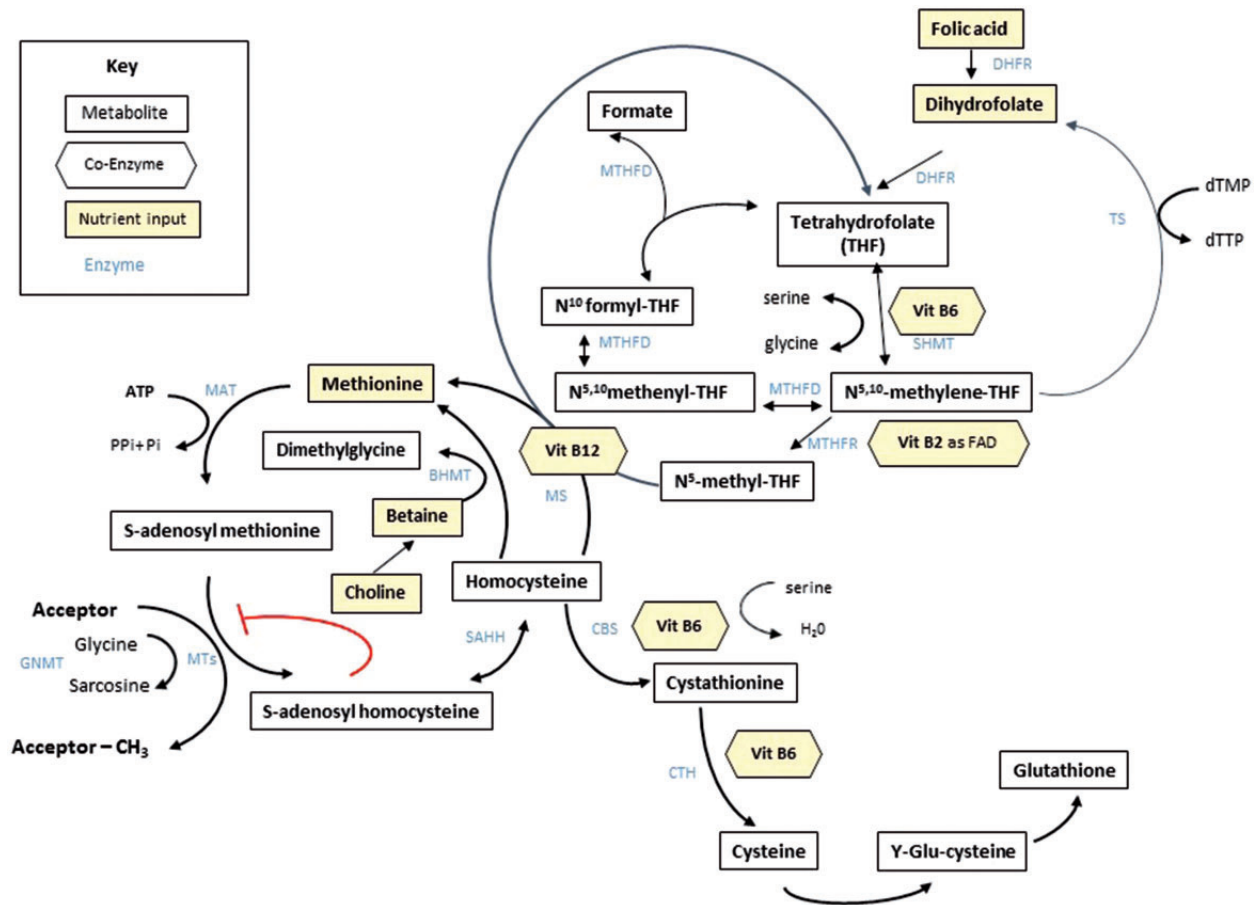 Key
Metabolite
Co-Enzyme
Nutrient input
Enzyme
Folic acid
DHFR
Dihydrofolate
DHFR
Formate
MTHFD
Tetrahydrofolate
(THF)
dTMP
TS
dTTP
N¹⁰ formyl-THF
serine
glycine
Vit B6
SHMT
MTHFD
N⁵,¹⁰methenyl-THF
MTHFD
N⁵,¹⁰-methylene-THF
MTHFR
Vit B2 as FAD
N⁵-methyl-THF
Vit B12
MS
Methionine
ATP
MAT
PPi+Pi
Dimethylglycine
BHMT
Betaine
Choline
S-adenosyl methionine
Homocysteine
Acceptor
Glycine
GNMT
MTs
Sarcosine
Acceptor – CH₃
SAHH
S-adenosyl homocysteine
CBS
Vit B6
serine
H₂0
Cystathionine
CTH
Vit B6
Cysteine
Y-Glu-cysteine
Glutathione